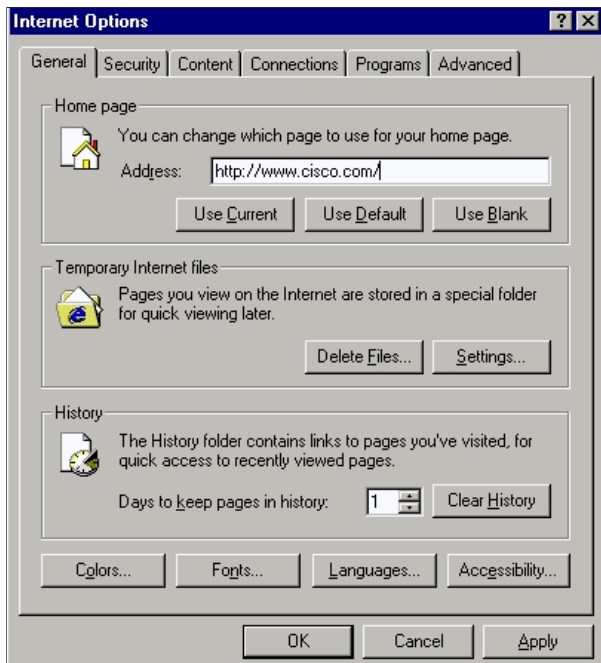 Internet Options
General Security Content Connections Programs Advanced
Home page
You can change which page to use for your home page.
Address: http://www.cisco.com/
Use Current Use Default Use Blank
Temporary Internet files
Pages you view on the Internet are stored in a special folder
for quick viewing later.
Delete Files... Settings...
History
The History folder contains links to pages you've visited, for
quick access to recently viewed pages.
Days to keep pages in history: 1 Clear History
Colors... Fonts... Languages... Accessibility...
OK Cancel Apply